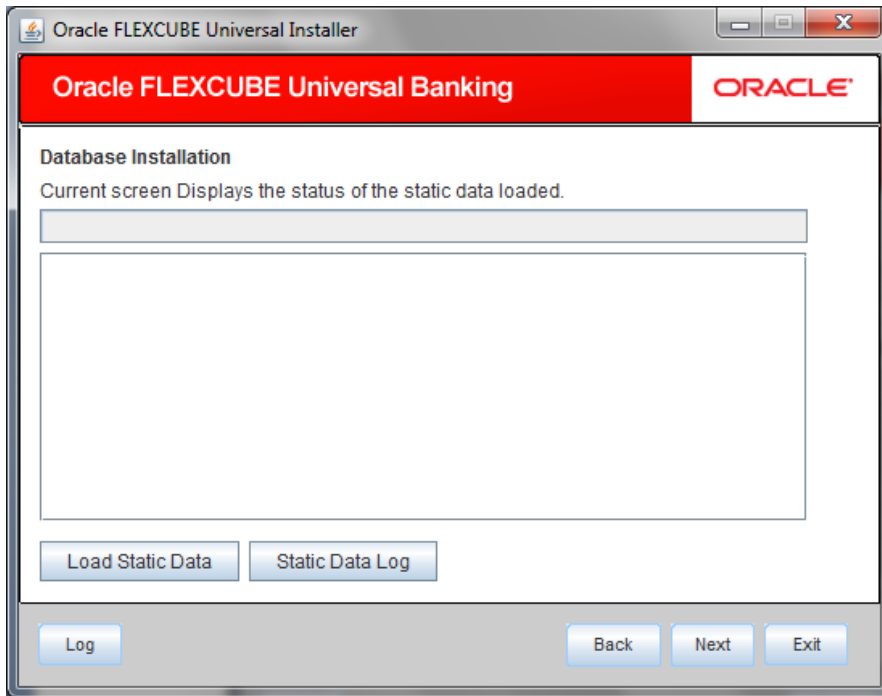 Oracle FLEXCUBE Universal Installer
Oracle FLEXCUBE Universal Banking
ORACLE
Database Installation
Current screen Displays the status of the static data loaded.
Load Static Data
Static Data Log
Log
Back
Next
Exit